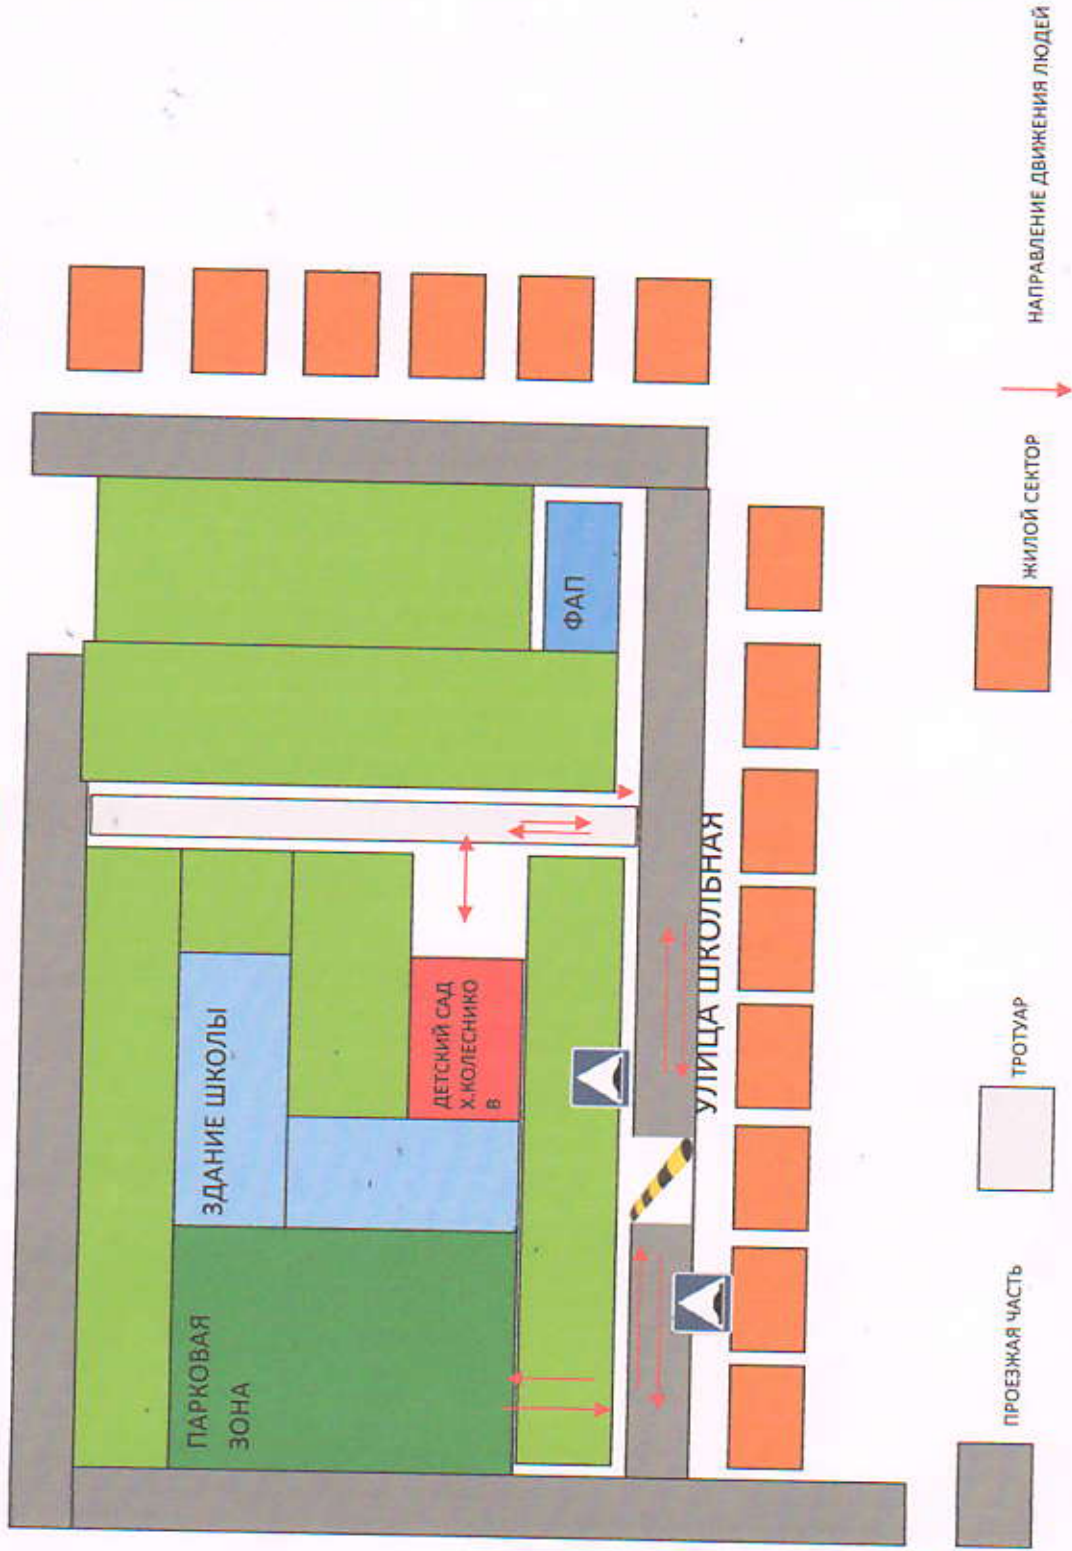 ЗДАНИЕ ШКОЛЫ
ПАРКОВАЯ
ЗОНА
ДЕТСКИЙ САД
Х.КОЛЕСНИКО
В
ФАП
УЛИЦА ШКОЛЬНАЯ
ПРОЕЗЖАЯ ЧАСТЬ
ТРОТУАР
ЖИЛОЙ СЕКТОР
НАПРАВЛЕНИЕ ДВИЖЕНИЯ ЛЮДЕЙ